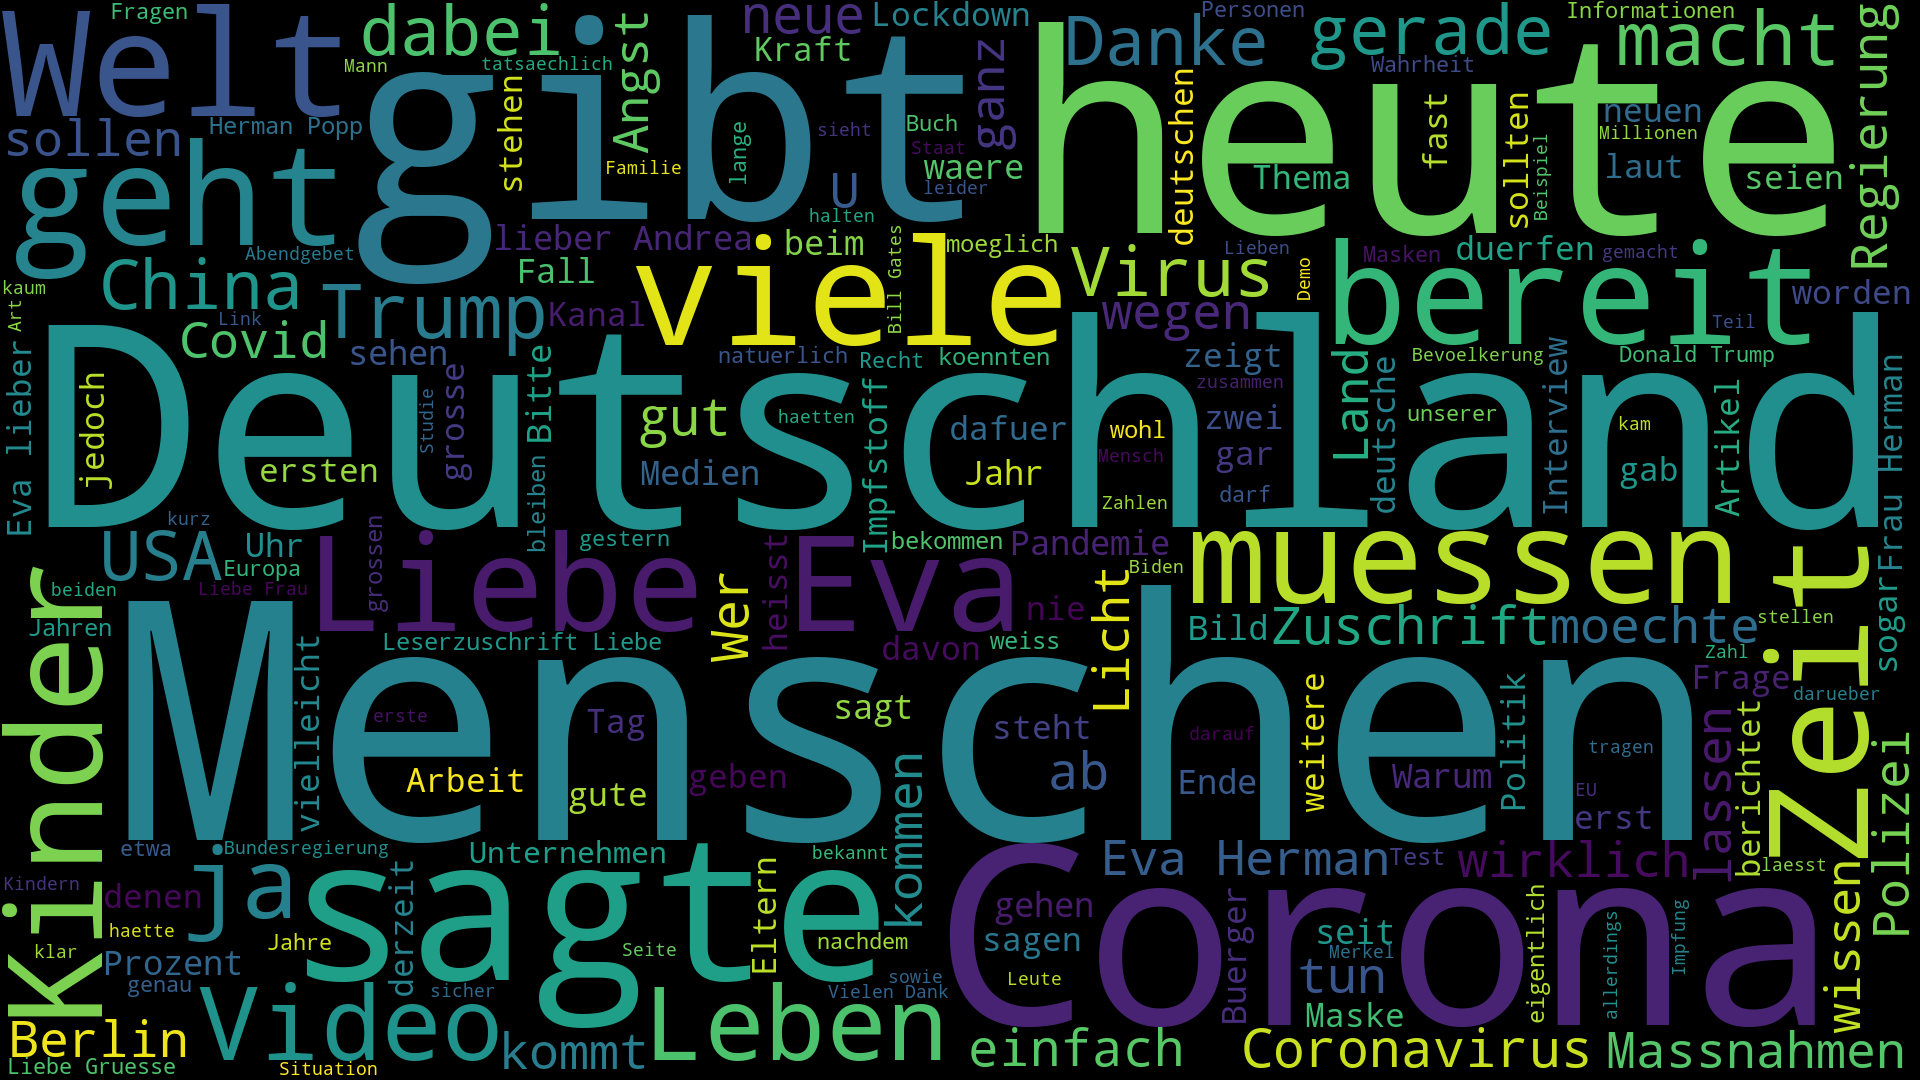 Fragen
Welt
dabei
Mann
gibt
tatsaechlich
Angst
neue
Kraft
Lockdown
ganz
Danke
heute
Personen
gerade
Wahrheit
Informationen
macht
Regierung
sollen
Herman Popp
geht
stehen
Familie
lange
sieht
U
Buch
Staat
waere
leider
halten
deutschen
Thema
fast
sollten
Beispiel
neuen
Millionen
laut
seien
Abendgebet
lieber Andrea
beim
Bill Gates
moeglich
viele
Virus
Lieben
Demo
Masken
duerfen
gemacht
bereit
worden
kaum
Art
China
Link
Covid
Trump
Fall
Kanal
sehen
wegen
Teil
Eva lieber
Deutschland
jedoch
ersten
Studie
grosse
bleiben
Bitte
gut
natuerlich
Medien
haetten
Recht
Impfstoff
koennten
dafuer
Jahr
wohl
Mensch
Zahlen
zeigt
zusammen
zwei
gar
darf
Land
deutsche
Bevoelkerung
unserer
Interview
Donald Trump
kam
gab
Artikel
Frau Herman
kurz
USA
Uhr
Europa
beiden
Liebe Frau
grossen
Liebe
gestern
Eva
bekommen
Pandemie
Biden
muessen
Zeit
sogar
Kinder
Jahren
Menschen
vielleicht
Leserzuschrift Liebe
Wer
heisst
davon
weiss
nie
Licht
Bild
Zuschrift
moechte
stellen
Zahl
Frage
darueber
erste
Arbeit
Tag
gute
geben
sagt
kommen
steht
ab
darauf
Ende
weitere
Warum
Politik
tragen
EU
erst
lassen
berichtet
Polizei
etwa
Bundesregierung
Kindern
denen
ja
haette
klar
Jahre
Prozent
genau
derzeit
sagte
Unternehmen
Eltern
bekannt
nachdem
Seite
sicher
sowie
Vielen Dank
Corona
Eva Herman
Test
wirklich
laesst
gehen
sagen
Leute
Buerger
seit
Merkel
tun
Maske
eigentlich
allerdings
Impfung
wissen
Berlin
Liebe Gruesse
Video
Situation
kommt
Leben
einfach
Coronavirus
Massnahmen